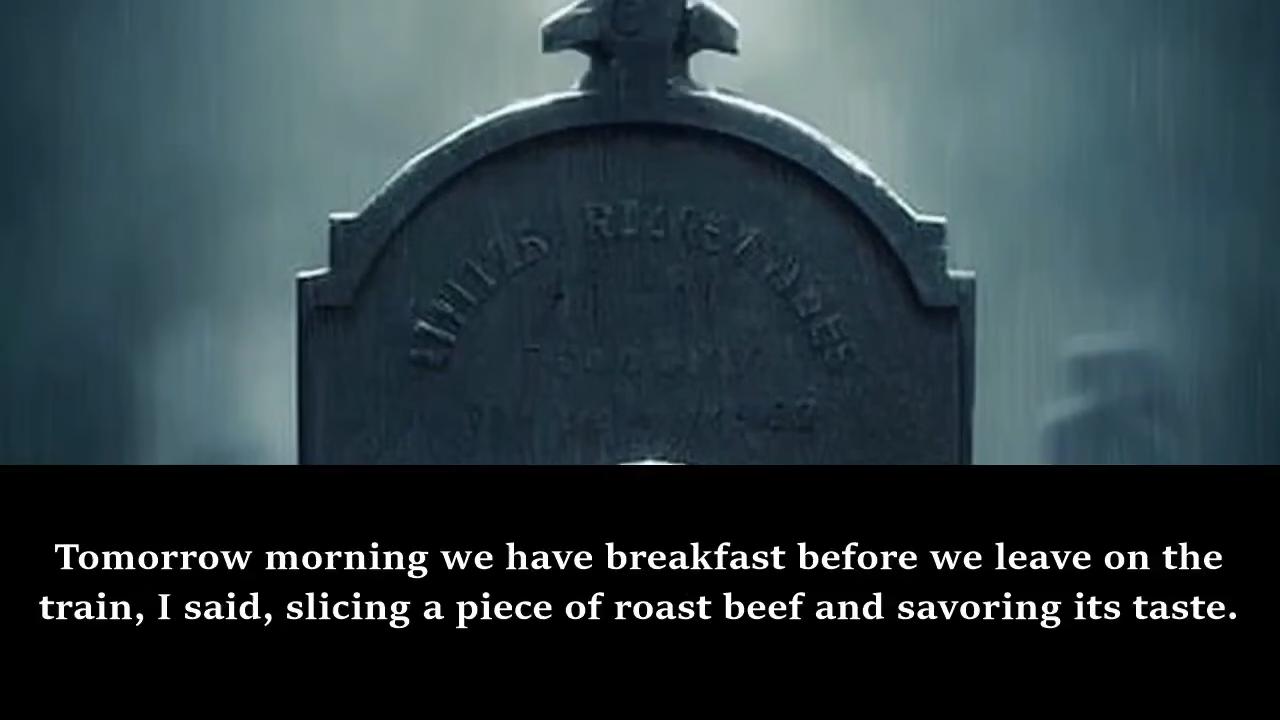 Tomorrow morning we have breakfast before we leave on the
train, I said, slicing a piece of roast beef and savoring its taste.